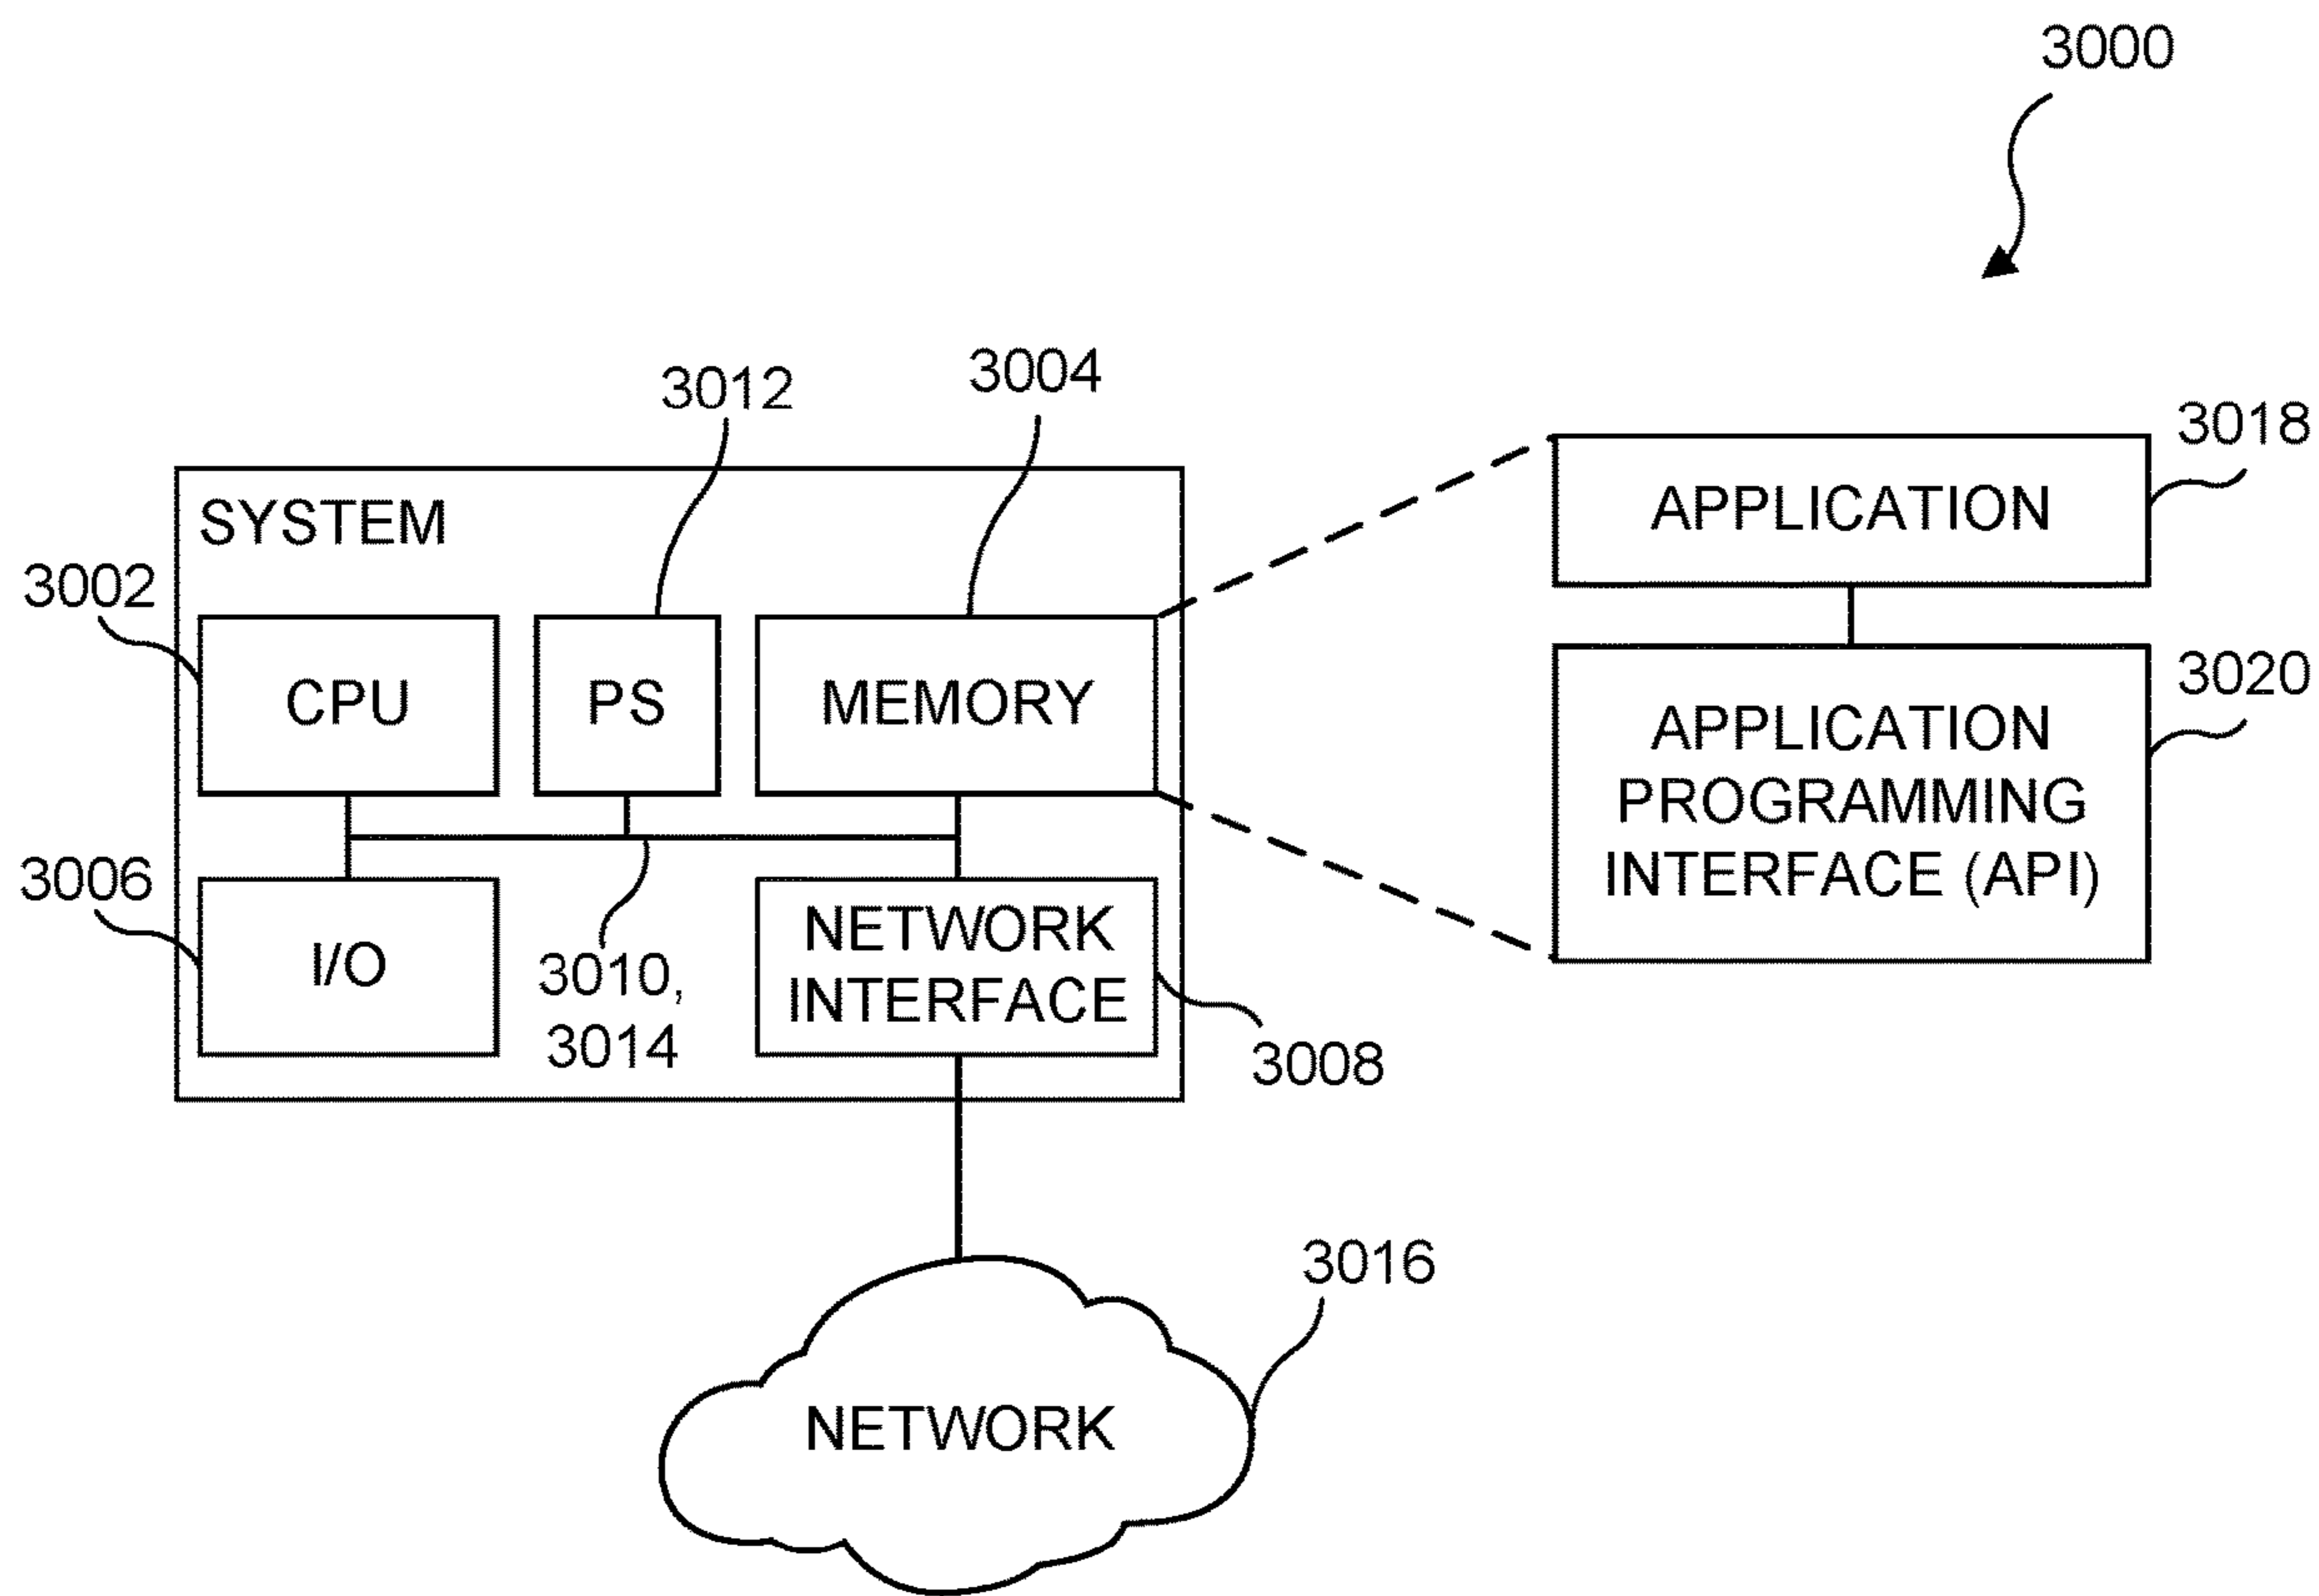 3000
3012
3004
3018
SYSTEM
APPLICATION
3002
CPU
PS
MEMORY
3020
APPLICATION
PROGRAMMING
INTERFACE (API)
3006
I/O
3010,
3014
NETWORK
INTERFACE
3008
3016
NETWORK